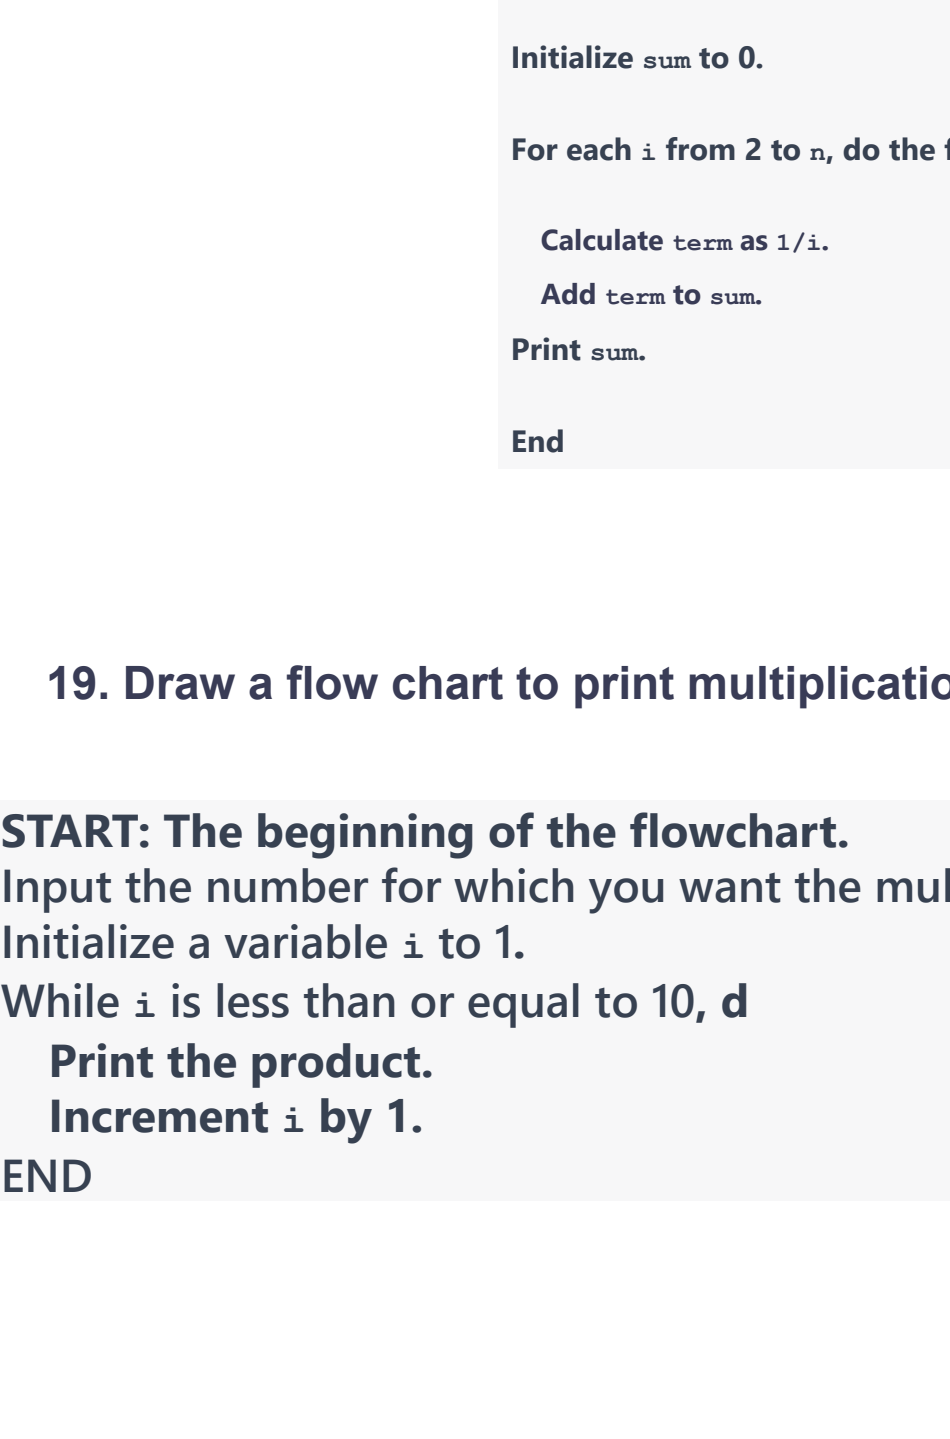 Initialize sum to 0.
For each i from 2 to n, do the
Calculate term as 1/i.
Add term to sum.
Print sum.
End
19. Draw a flow chart to print multiplicatio
START: The beginning of the flowchart.
Input the number for which you want the mul
Initialize a variable i to 1.
While i is less than or equal to 10, d
Print the product.
Increment i by 1.
END